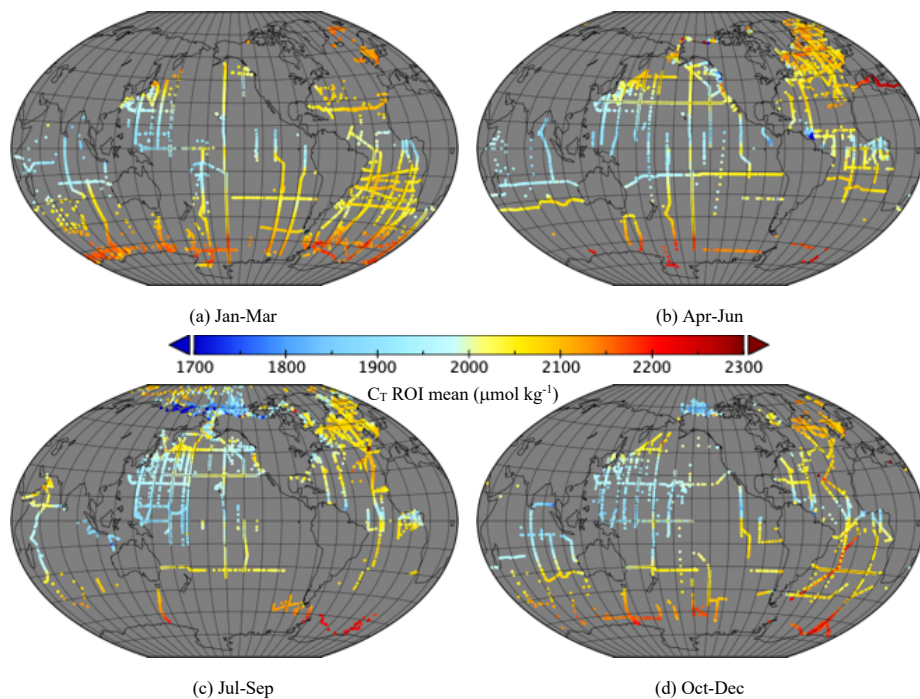 (a) Jan-Mar
(b) Apr-Jun
1700 1800 1900 2000 2100 2200 2300
C_T ROI mean (μmol kg⁻¹)
(c) Jul-Sep
(d) Oct-Dec